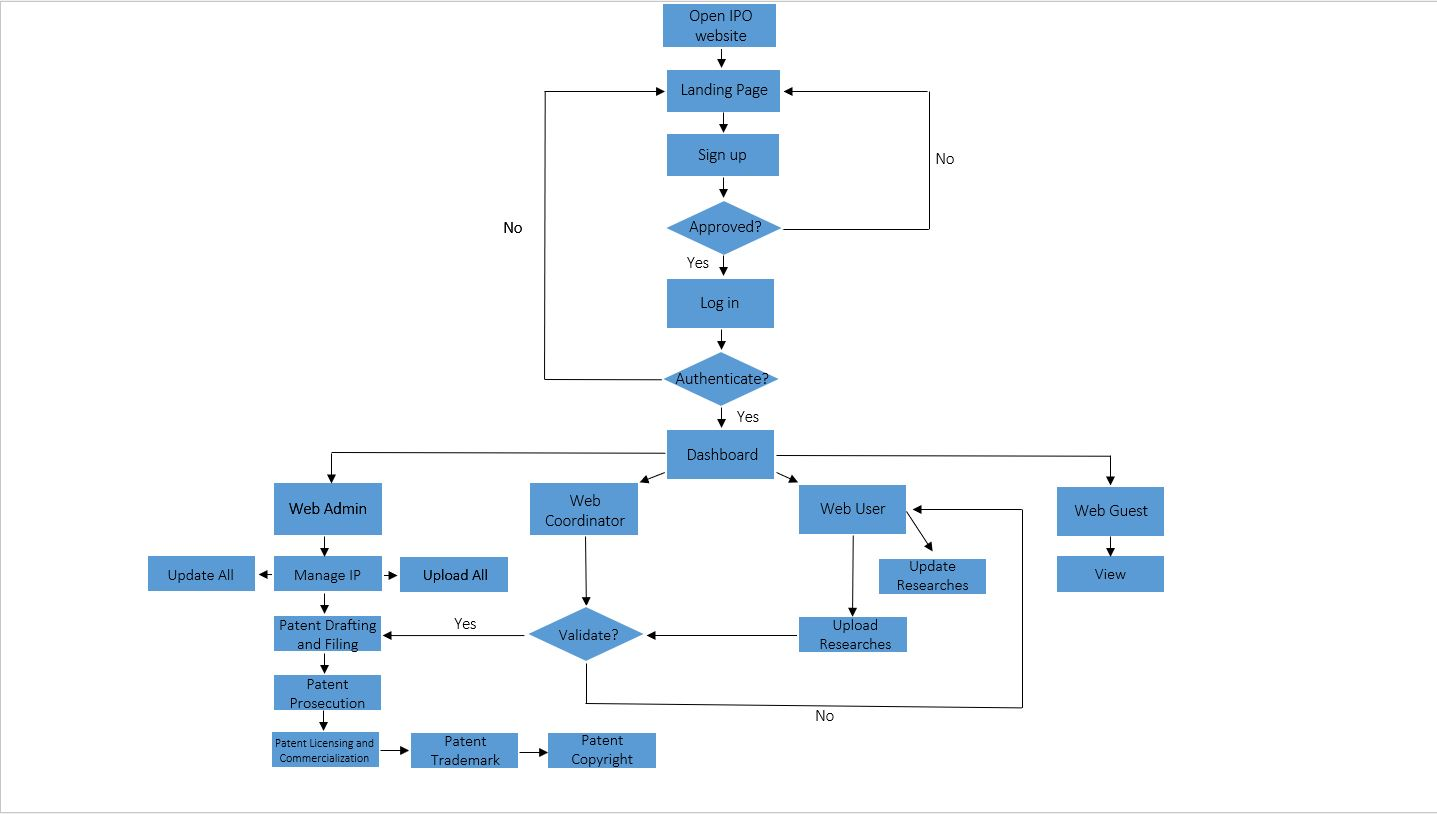 Open IPO
website
Landing Page
Sign up
No
Approved?
No
Yes
Log in
Authenticate?
Yes
Dashboard
Web Admin
Web
Coordinator
Web User
Web Guest
Update All
Manage IP
Upload All
Update
Researches
View
Patent Drafting
and Filing
Yes
Validate?
Upload
Researches
Patent
Prosecution
No
Patent Licensing and
Commercialization
Patent
Trademark
Patent
Copyright